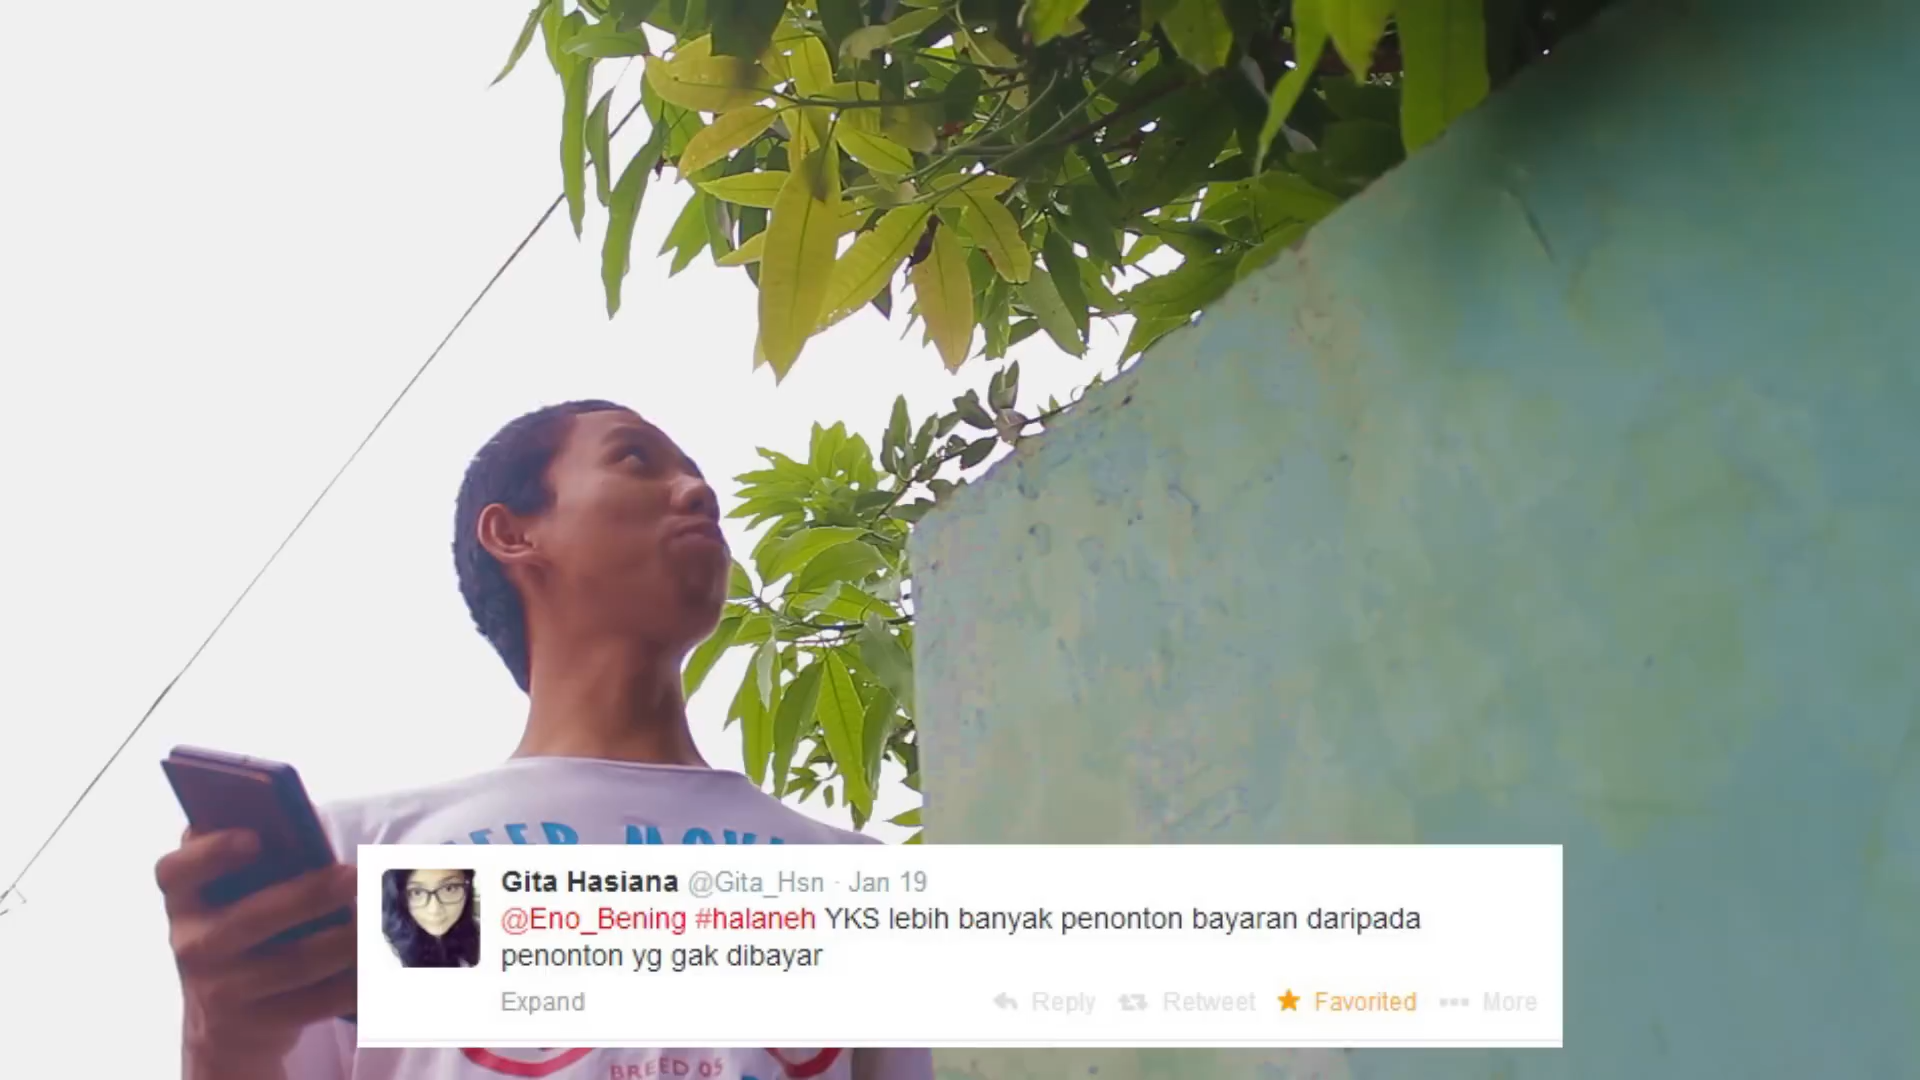 Gita Hasiana @Gita_Hsn · Jan 19
@Eno_Bening #halaneh YKS lebih banyak penonton bayaran daripada
penonton yg gak dibayar
Expand Reply Retweet Favorited More
BREED 05